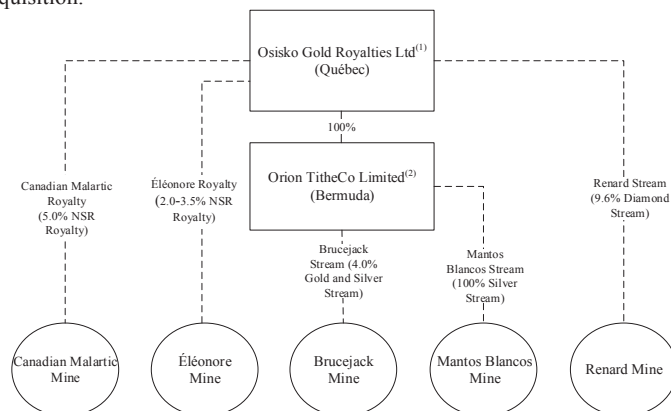 quisition.
Osisko Gold Royalties Ltd(1)
(Québec)
100%
Orion TitheCo Limited(2)
(Bermuda)
Canadian Malartic
Royalty
(5.0% NSR
Royalty)
Éléonore Royalty
(2.0-3.5% NSR
Royalty)
Brucejack
Stream (4.0%
Gold and Silver
Stream)
Mantos
Blancos Stream
(100% Silver
Stream)
Renard Stream
(9.6% Diamond
Stream)
Canadian Malartic
Mine
Éléonore
Mine
Brucejack
Mine
Mantos Blancos
Mine
Renard Mine